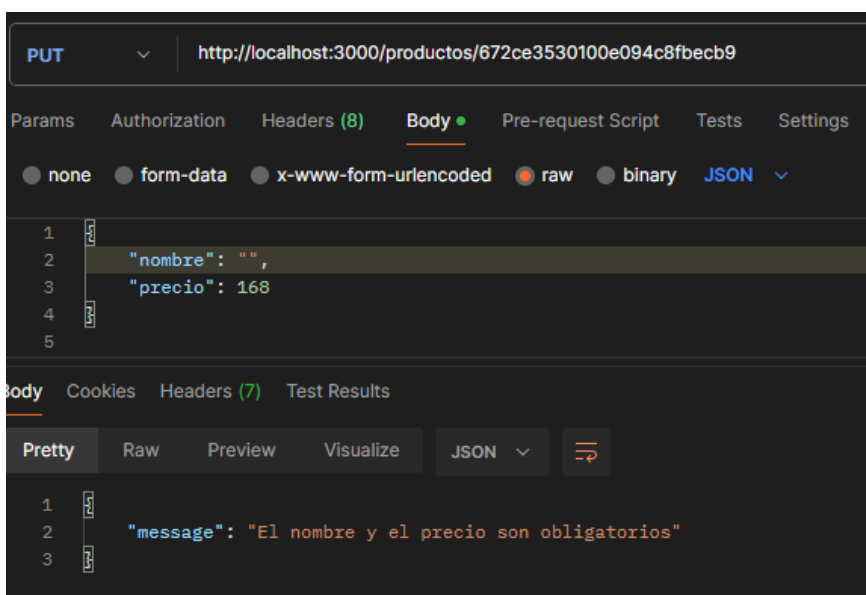 PUT http://localhost:3000/productos/672ce3530100e094c8fbecb9
Params Authorization Headers (8) Body Pre-request Script Tests Settings
none form-data x-www-form-urlencoded raw binary JSON
1 {
2 "nombre": "",
3 "precio": 168
4 }
5
Body Cookies Headers (7) Test Results
Pretty Raw Preview Visualize JSON
1 {
2 "message": "El nombre y el precio son obligatorios"
3 }